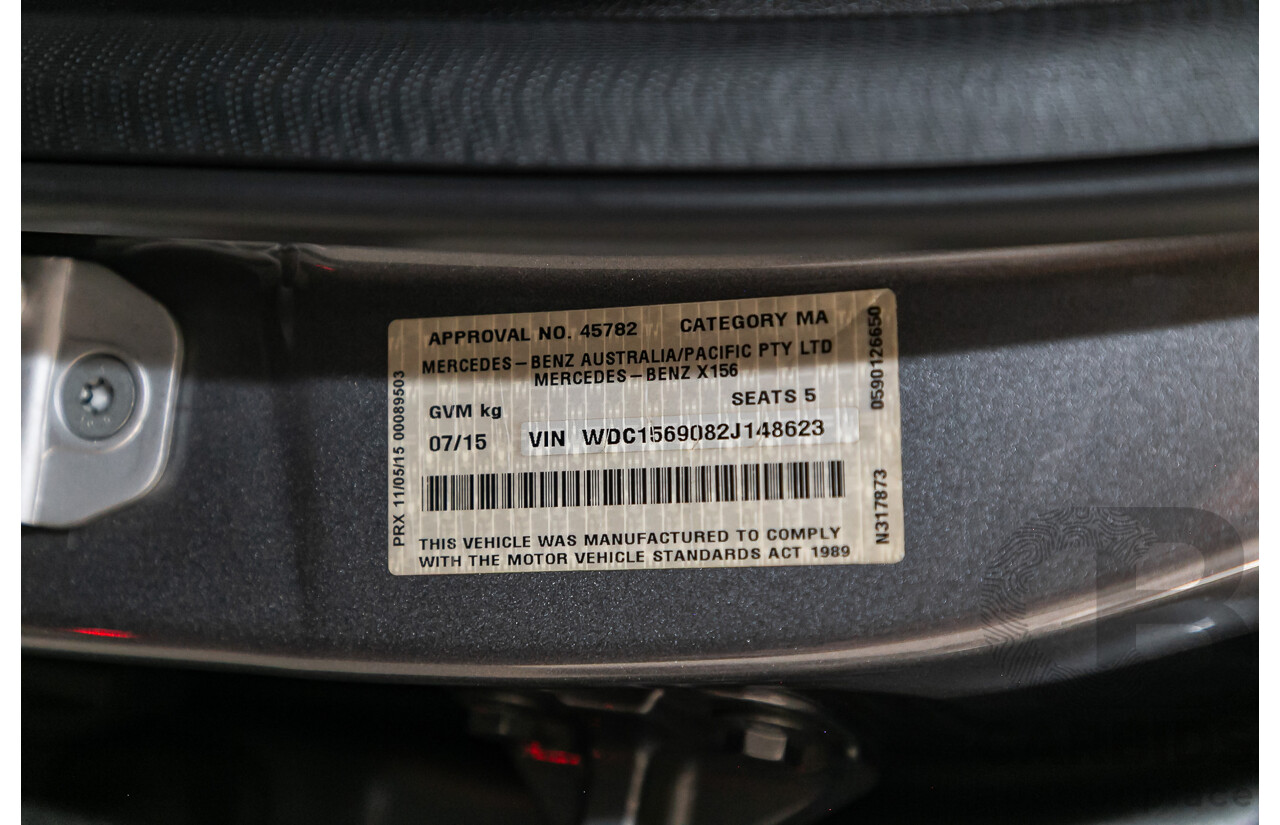 APPROVAL NO. 45782 CATEGORY MA
MERCEDES-BENZ AUSTRALIA/PACIFIC PTY LTD
MERCEDES-BENZ X156
SEATS 5
GVM kg
07/15 VIN WDC1569082J148623
THIS VEHICLE WAS MANUFACTURED TO COMPLY
WITH THE MOTOR VEHICLE STANDARDS ACT 1989
PRX 11/05/15 00089503
0590126650
N317873